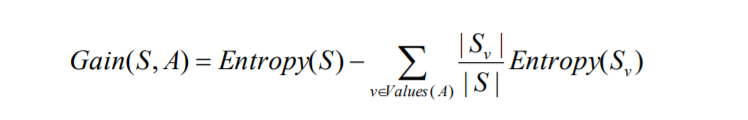 Gain(S, A) = Entropy(S) − ∑_{v∈Values(A)} |S_v| / |S| Entropy(S_v)